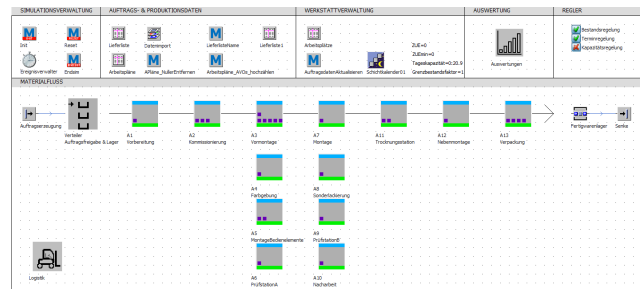 SIMULATIONSVERWALTUNG
AUFTRAGS- & PRODUKTIONSDATEN
WERKSTATTVERWALTUNG
AUSWERTUNG
REGLER
Init
Reset
Lieferliste
Datenimport
LieferlisteName
Lieferliste1
Arbeitsplätze
ZUE=0
ZUEmin=0
Tageskapazität=0:20.9
Grenzbestandsfaktor=1
Bestandsregelung
Terminregelung
Kapazitätsregelung
Ereignisverwalter
Endsim
Arbeitspläne
APläne_NullerEntfernen
Arbeitspläne_AVOs_hochzählen
AuftragsdatenAktualisieren
Schichtkalender01
Auswertungen
MATERIALFLUSS
Auftragserzeugung
Verteiler
Auftragsfreigabe & Lager
A1
Vorbereitung
A2
Kommissionierung
A3
Vormontage
A7
Montage
A11
Trocknungsstation
A12
Nebenmontage
A13
Verpackung
Fertigwarenlager
Senke
A4
Farbgebung
A8
Sonderlackierung
A5
MontageBedienelemente
A9
PrüfstationB
Logistik
A6
PrüfstationA
A10
Nacharbeit